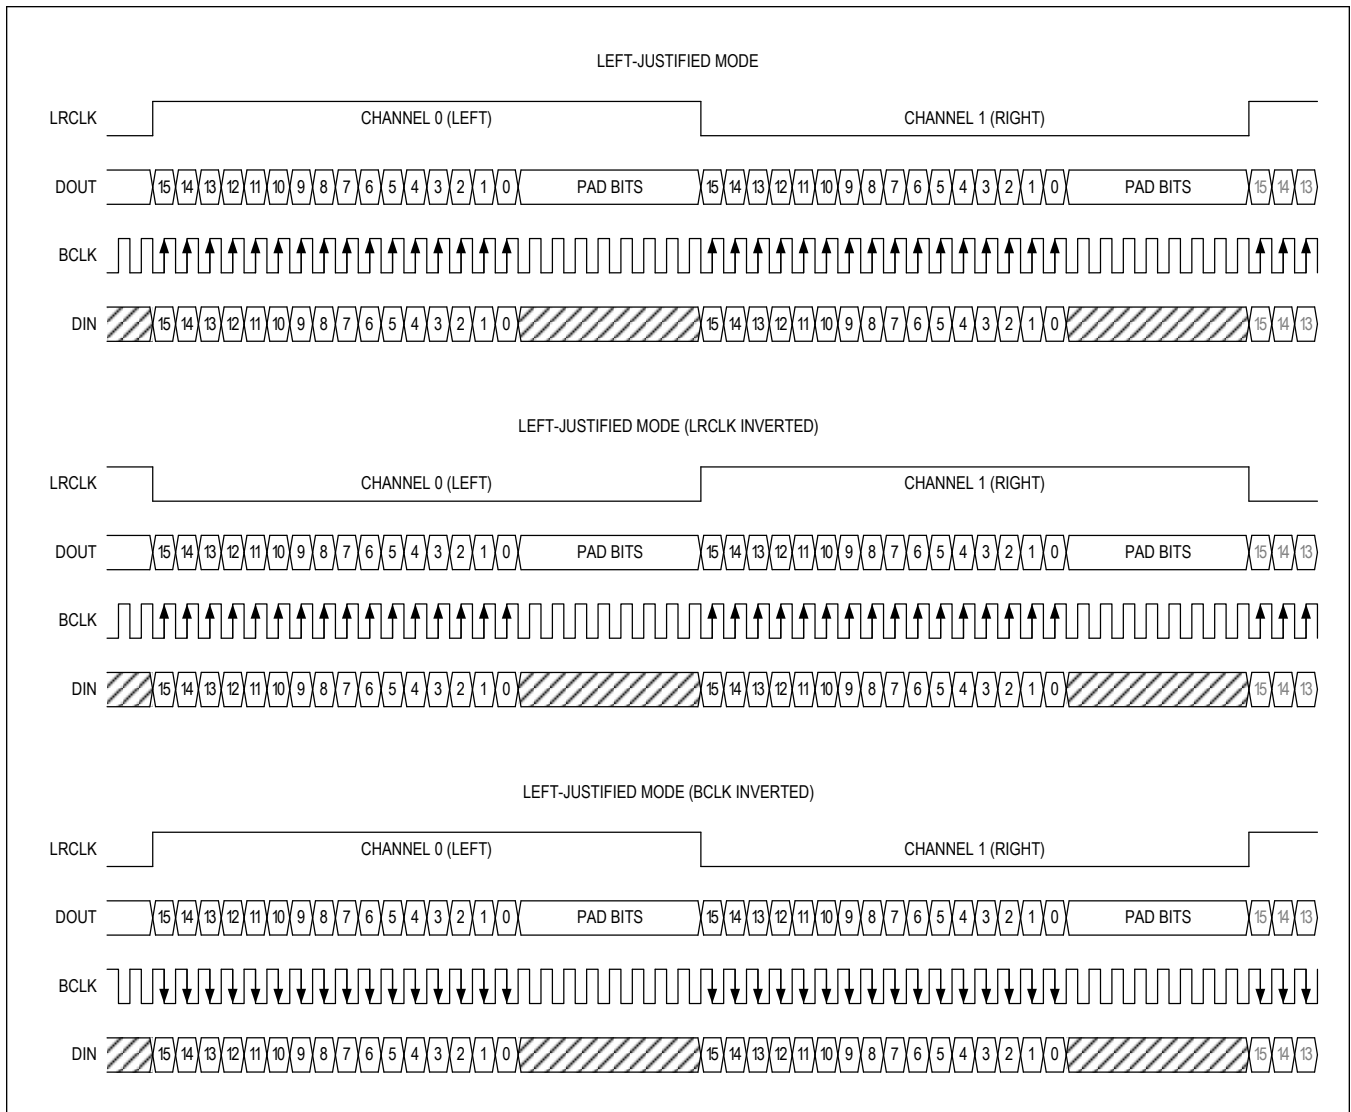 LEFT-JUSTIFIED MODE
LRCLK CHANNEL 0 (LEFT) CHANNEL 1 (RIGHT)
DOUT 15 14 13 12 11 10 9 8 7 6 5 4 3 2 1 0 PAD BITS 15 14 13 12 11 10 9 8 7 6 5 4 3 2 1 0 PAD BITS 15 14 13
BCLK
DIN 15 14 13 12 11 10 9 8 7 6 5 4 3 2 1 0 15 14 13 12 11 10 9 8 7 6 5 4 3 2 1 0 15 14 13
LEFT-JUSTIFIED MODE (LRCLK INVERTED)
LRCLK CHANNEL 0 (LEFT) CHANNEL 1 (RIGHT)
DOUT 15 14 13 12 11 10 9 8 7 6 5 4 3 2 1 0 PAD BITS 15 14 13 12 11 10 9 8 7 6 5 4 3 2 1 0 PAD BITS 15 14 13
BCLK
DIN 15 14 13 12 11 10 9 8 7 6 5 4 3 2 1 0 15 14 13 12 11 10 9 8 7 6 5 4 3 2 1 0 15 14 13
LEFT-JUSTIFIED MODE (BCLK INVERTED)
LRCLK CHANNEL 0 (LEFT) CHANNEL 1 (RIGHT)
DOUT 15 14 13 12 11 10 9 8 7 6 5 4 3 2 1 0 PAD BITS 15 14 13 12 11 10 9 8 7 6 5 4 3 2 1 0 PAD BITS 15 14 13
BCLK
DIN 15 14 13 12 11 10 9 8 7 6 5 4 3 2 1 0 15 14 13 12 11 10 9 8 7 6 5 4 3 2 1 0 15 14 13